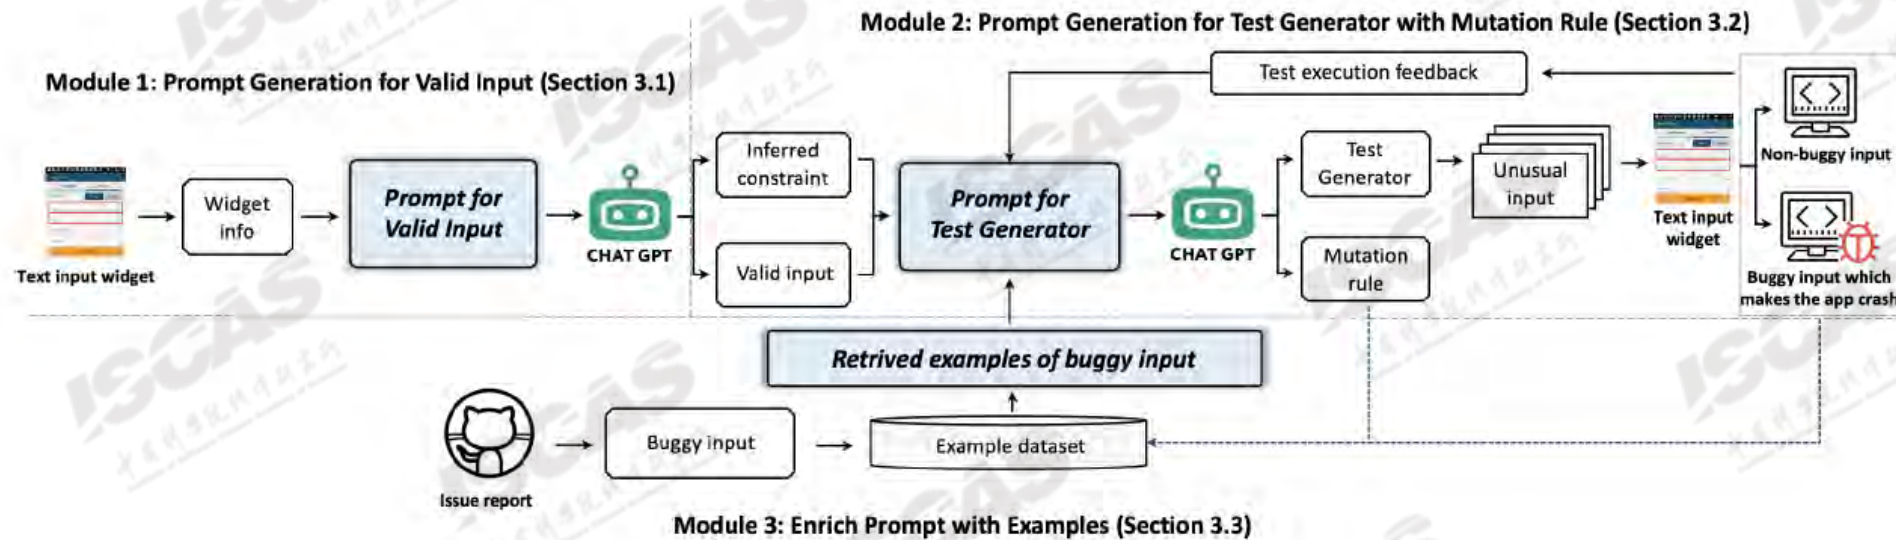 Module 2: Prompt Generation for Test Generator with Mutation Rule (Section 3.2)
Module 1: Prompt Generation for Valid Input (Section 3.1)
Test execution feedback
Text input widget
Widget
info
Prompt for
Valid Input
CHAT GPT
Inferred
constraint
Valid input
Prompt for
Test Generator
CHAT GPT
Test
Generator
Mutation
rule
Unusual
input
Text input
widget
Non-buggy input
Buggy input which
makes the app crash
Retrived examples of buggy input
Issue report
Buggy input
Example dataset
Module 3: Enrich Prompt with Examples (Section 3.3)
ISCAS